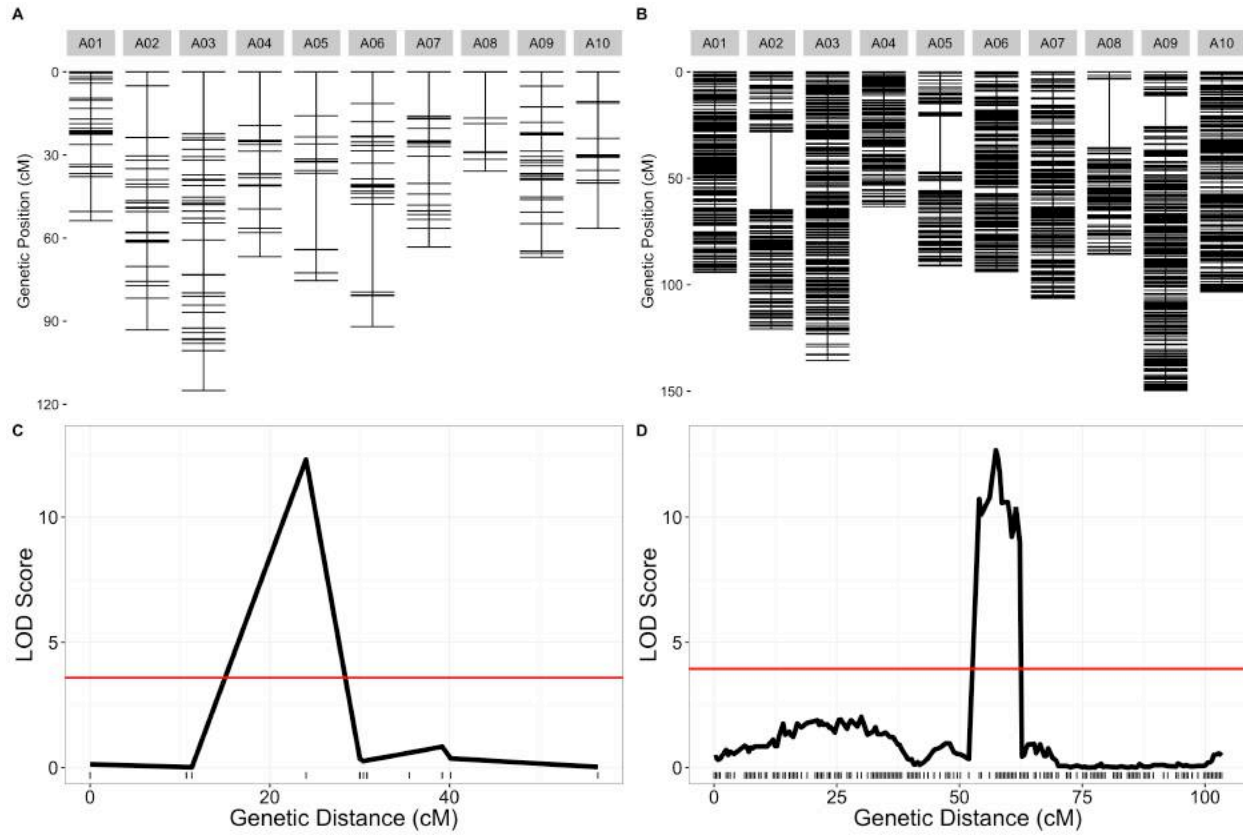 A
A01 A02 A03 A04 A05 A06 A07 A08 A09 A10
0
30
60
90
120
Genetic Position (cM)
B
A01 A02 A03 A04 A05 A06 A07 A08 A09 A10
0
50
100
150
Genetic Position (cM)
C
10
5
0
LOD Score
0 20 40
Genetic Distance (cM)
D
10
5
0
LOD Score
0 25 50 75 100
Genetic Distance (cM)